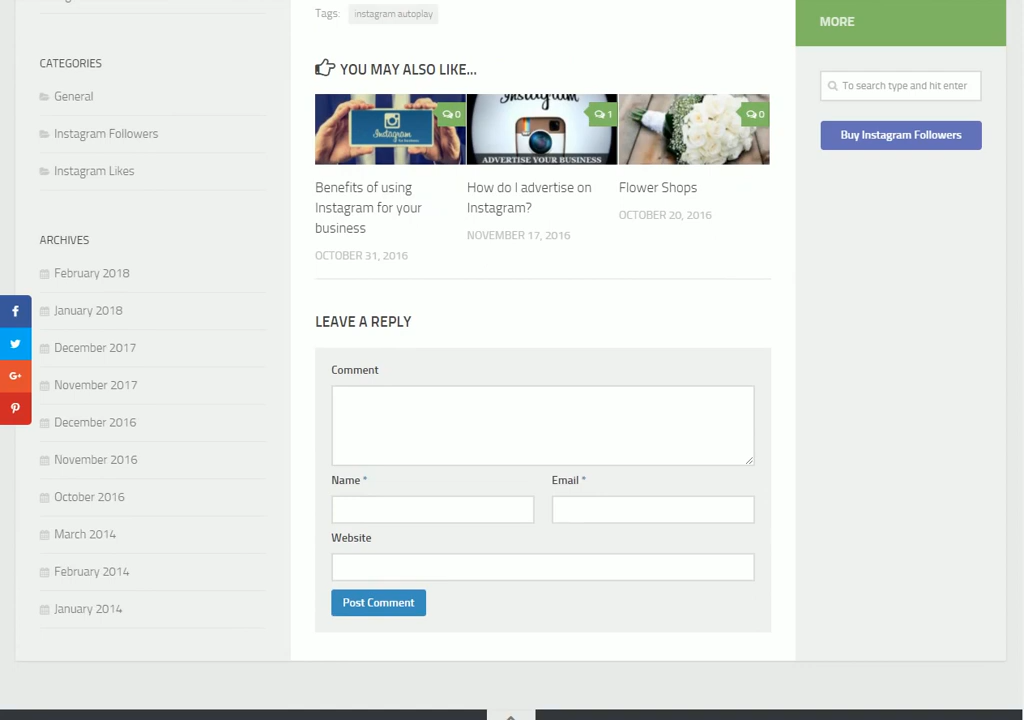 Tags: instagram autoplay
MORE
CATEGORIES
General
Instagram Followers
Instagram Likes
ARCHIVES
February 2018
January 2018
December 2017
November 2017
December 2016
November 2016
October 2016
March 2014
February 2014
January 2014
YOU MAY ALSO LIKE...
0
Instagram
1
Instagram
ADVERTISE YOUR BUSINESS
0
Benefits of using
Instagram for your
business
OCTOBER 31, 2016
How do I advertise on
Instagram?
NOVEMBER 17, 2016
Flower Shops
OCTOBER 20, 2016
LEAVE A REPLY
Comment
Name *
Email *
Website
Post Comment
To search type and hit enter
Buy Instagram Followers